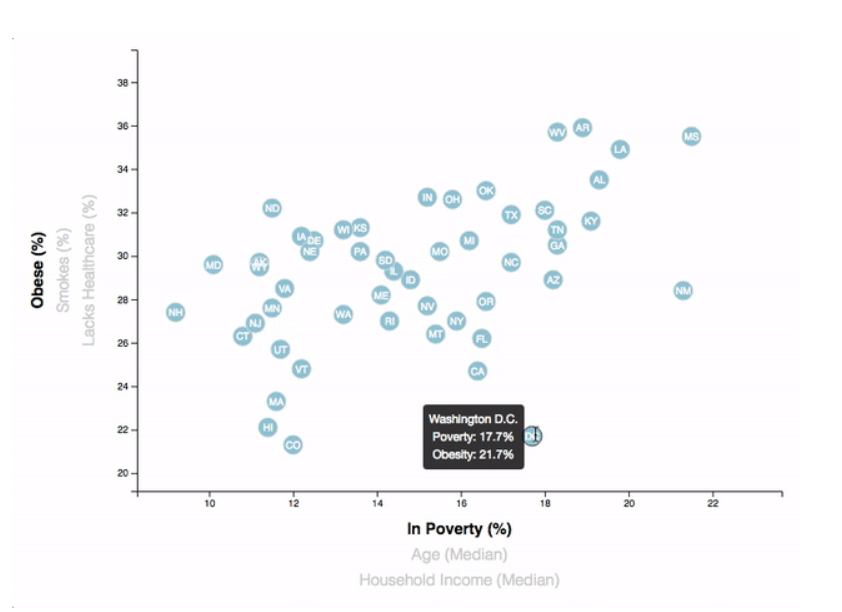 38
36
34
32
30
28
26
24
22
20
Obese (%)
Smokes (%)
Lacks Healthcare (%)
WV AR
MS
LA
AL
OK
IN OH
ND
SC
TX
KY
WI KS
TN
IA DE
MI
GA
NE PA MO
SD
NC
MD AK
WY
IL
ID
AZ
VA
NM
ME
OR
NV
MN
NH
WA
RI NY
NJ
MT
CT
FL
UT
VT
CA
MA
HI
CO
Washington D.C.
Poverty: 17.7%
Obesity: 21.7%
10 12 14 16 18 20 22
In Poverty (%)
Age (Median)
Household Income (Median)